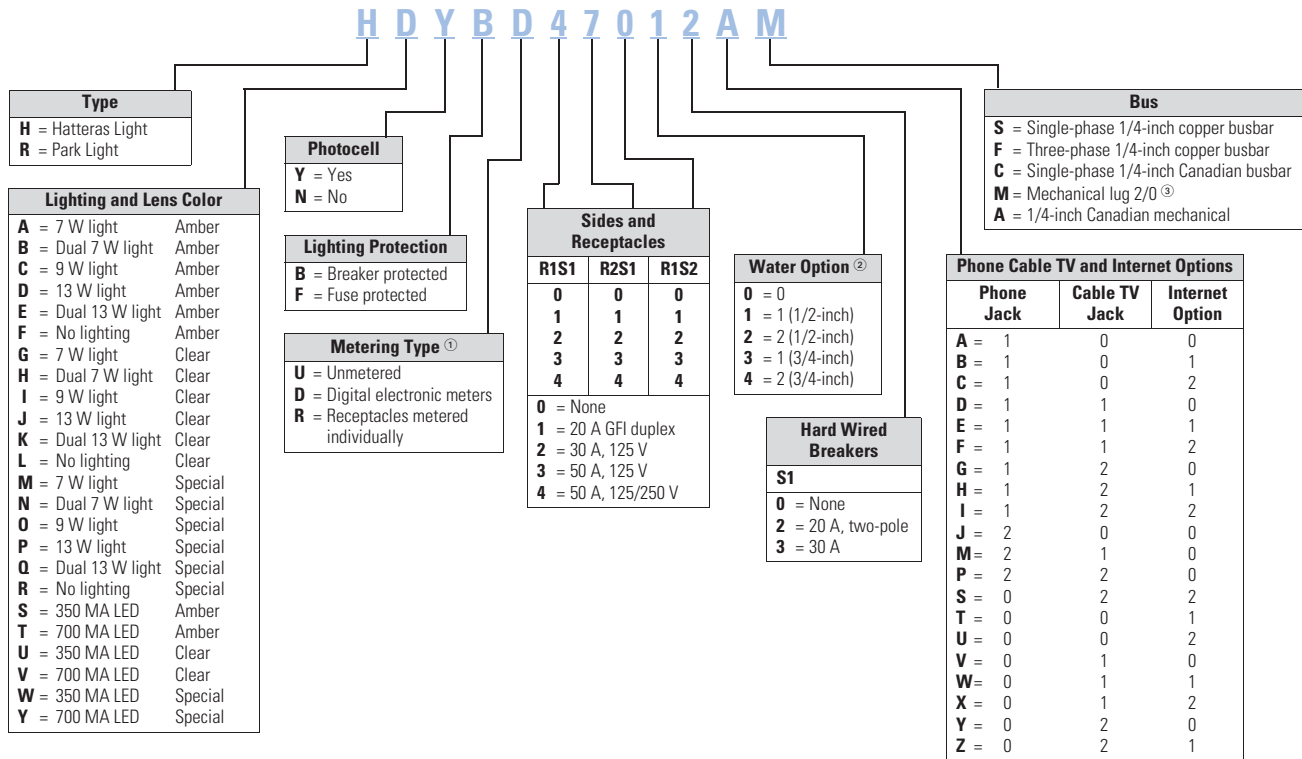 H D Y B D 4 7 0 1 2 A M
Type
H = Hatteras Light
R = Park Light
Lighting and Lens Color
A = 7 W light Amber
B = Dual 7 W light Amber
C = 9 W light Amber
D = 13 W light Amber
E = Dual 13 W light Amber
F = No lighting Amber
G = 7 W light Clear
H = Dual 7 W light Clear
I = 9 W light Clear
J = 13 W light Clear
K = Dual 13 W light Clear
L = No lighting Clear
M = 7 W light Special
N = Dual 7 W light Special
O = 9 W light Special
P = 13 W light Special
Q = Dual 13 W light Special
R = No lighting Special
S = 350 MA LED Amber
T = 700 MA LED Amber
U = 350 MA LED Clear
V = 700 MA LED Clear
W = 350 MA LED Special
Y = 700 MA LED Special
Photocell
Y = Yes
N = No
Lighting Protection
B = Breaker protected
F = Fuse protected
Metering Type ①
U = Unmetered
D = Digital electronic meters
R = Receptacles metered
individually
Sides and
Receptacles
R1S1 R2S1 R1S2
0 0 0
1 1 1
2 2 2
3 3 3
4 4 4
0 = None
1 = 20 A GFI duplex
2 = 30 A, 125 V
3 = 50 A, 125 V
4 = 50 A, 125/250 V
Water Option ②
0 = 0
1 = 1 (1/2-inch)
2 = 2 (1/2-inch)
3 = 1 (3/4-inch)
4 = 2 (3/4-inch)
Hard Wired
Breakers
S1
0 = None
2 = 20 A, two-pole
3 = 30 A
Bus
S = Single-phase 1/4-inch copper busbar
F = Three-phase 1/4-inch copper busbar
C = Single-phase 1/4-inch Canadian busbar
M = Mechanical lug 2/0 ③
A = 1/4-inch Canadian mechanical
Phone Cable TV and Internet Options
Phone Cable TV Internet
Jack Jack Option
A = 1 0 0
B = 1 0 1
C = 1 0 2
D = 1 1 0
E = 1 1 1
F = 1 1 2
G = 1 2 0
H = 1 2 1
I = 1 2 2
J = 2 0 0
M = 2 1 0
P = 2 2 0
S = 0 2 2
T = 0 0 1
U = 0 0 2
V = 0 1 0
W = 0 1 1
X = 0 1 2
Y = 0 2 0
Z = 0 2 1